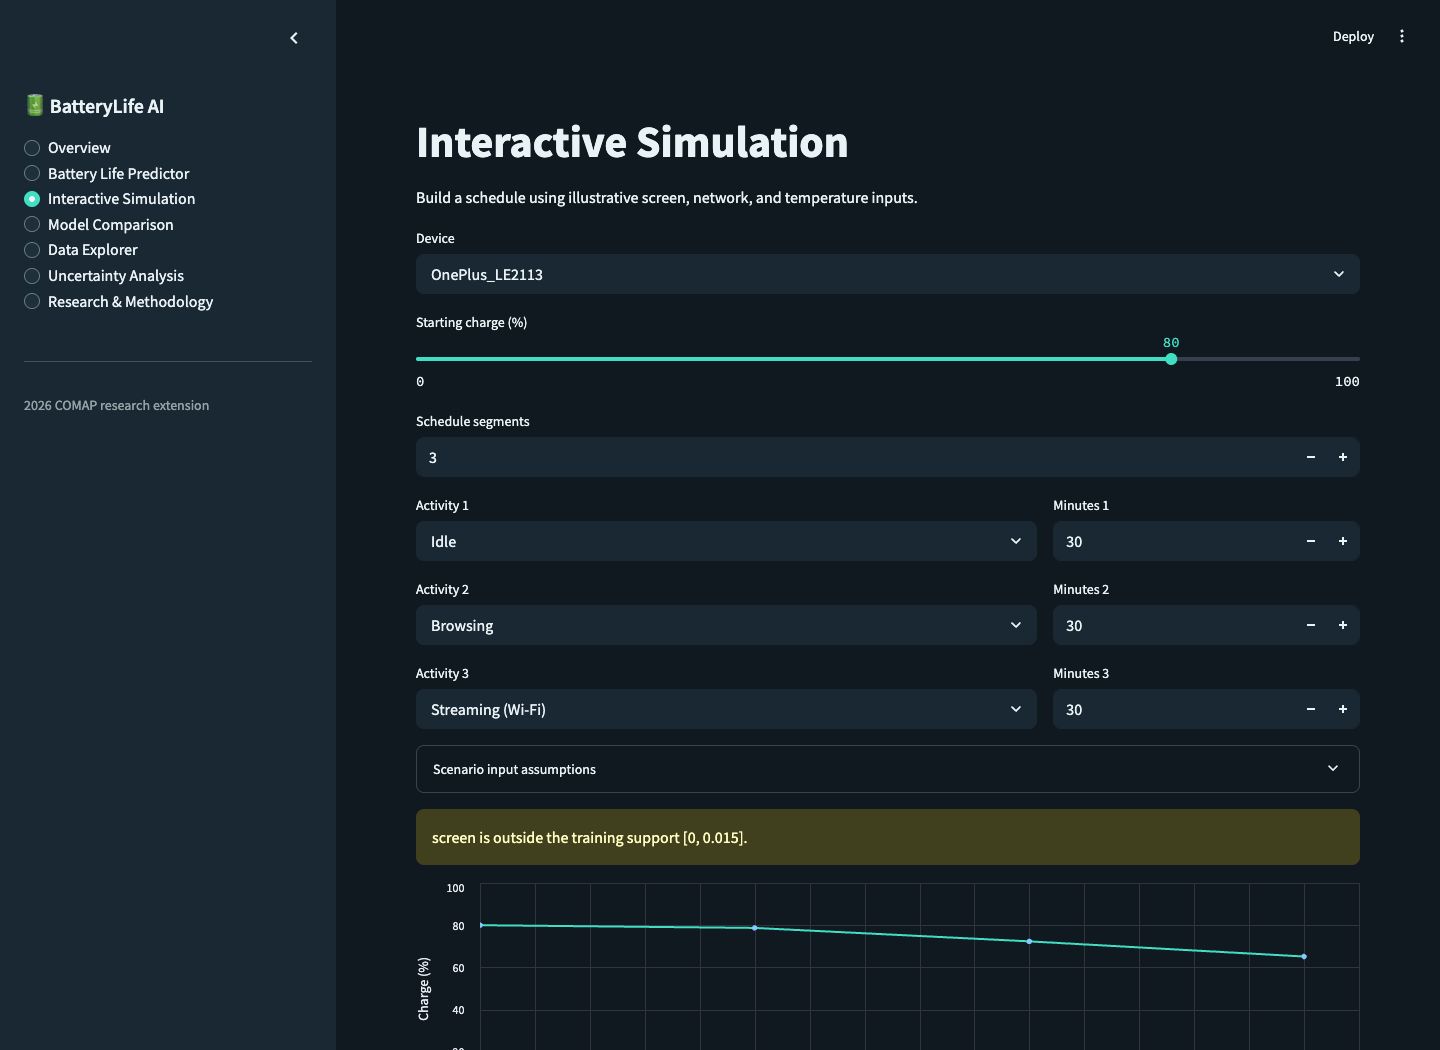 Deploy
BatteryLife AI
Overview
Battery Life Predictor
Interactive Simulation
Model Comparison
Data Explorer
Uncertainty Analysis
Research & Methodology
2026 COMAP research extension
Interactive Simulation
Build a schedule using illustrative screen, network, and temperature inputs.
Device
OnePlus_LE2113
Starting charge (%)
80
0 100
Schedule segments
3
Activity 1 Minutes 1
Idle 30
Activity 2 Minutes 2
Browsing 30
Activity 3 Minutes 3
Streaming (Wi-Fi) 30
Scenario input assumptions
screen is outside the training support [0, 0.015].
100
80
60
40
Charge (%)